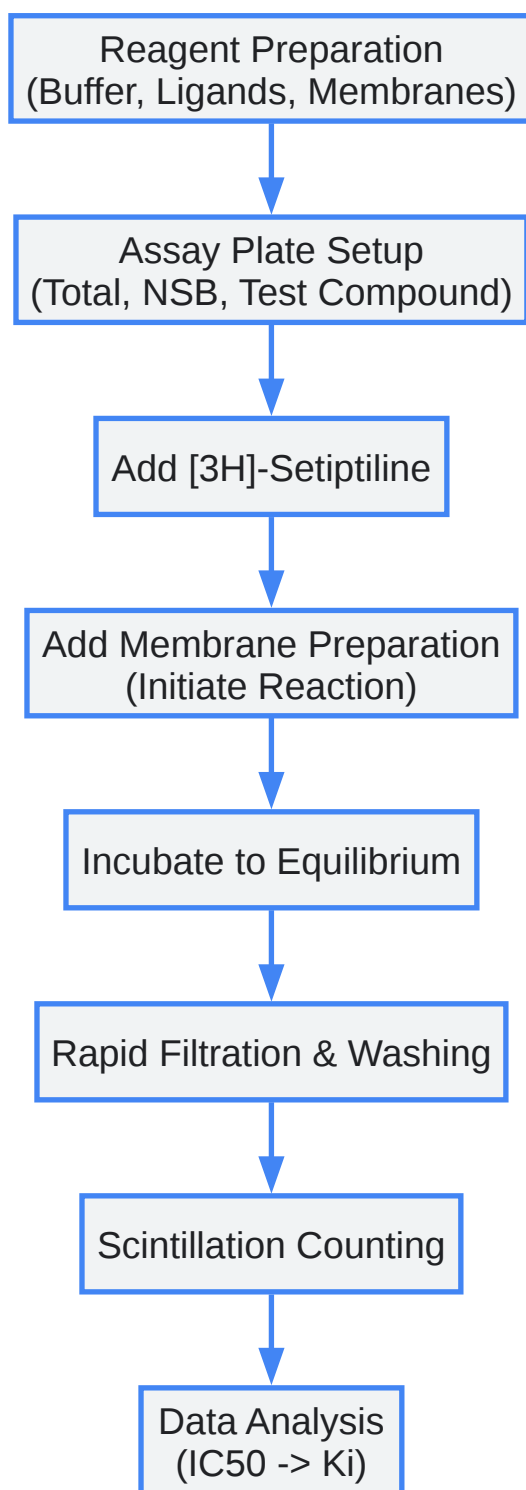 Reagent Preparation
(Buffer, Ligands, Membranes)
Assay Plate Setup
(Total, NSB, Test Compound)
Add [3H]-Setiptiline
Add Membrane Preparation
(Initiate Reaction)
Incubate to Equilibrium
Rapid Filtration & Washing
Scintillation Counting
Data Analysis
(IC50 -> Ki)